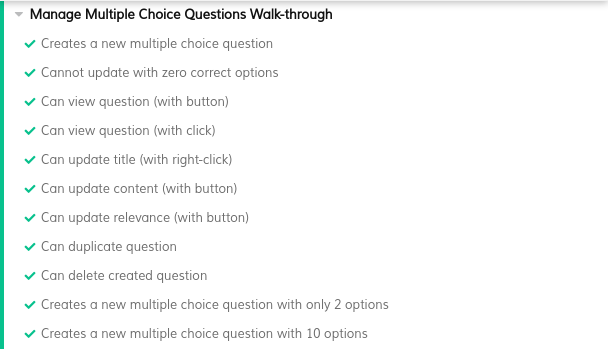 Manage Multiple Choice Questions Walk-through
Creates a new multiple choice question
Cannot update with zero correct options
Can view question (with button)
Can view question (with click)
Can update title (with right-click)
Can update content (with button)
Can update relevance (with button)
Can duplicate question
Can delete created question
Creates a new multiple choice question with only 2 options
Creates a new multiple choice question with 10 options